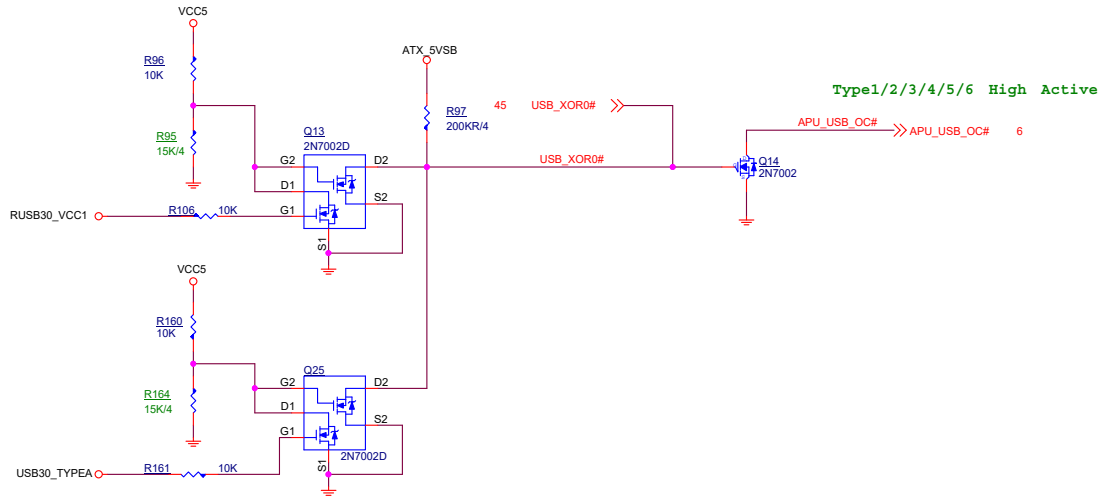 VCC5
R96
10K
R95
15K/4
ATX_5VSB
R97
200KR/4
45 USB_XOR0#
Type1/2/3/4/5/6 High Active
APU_USB_OC#
APU_USB_OC# 6
Q13
2N7002D
G2
D1
G1
D2
S2
S1
USB_XOR0#
Q14
2N7002
RUSB30_VCC1
R106
10K
VCC5
R160
10K
R164
15K/4
Q25
G2
D1
G1
D2
S2
S1
2N7002D
USB30_TYPEA
R161
10K